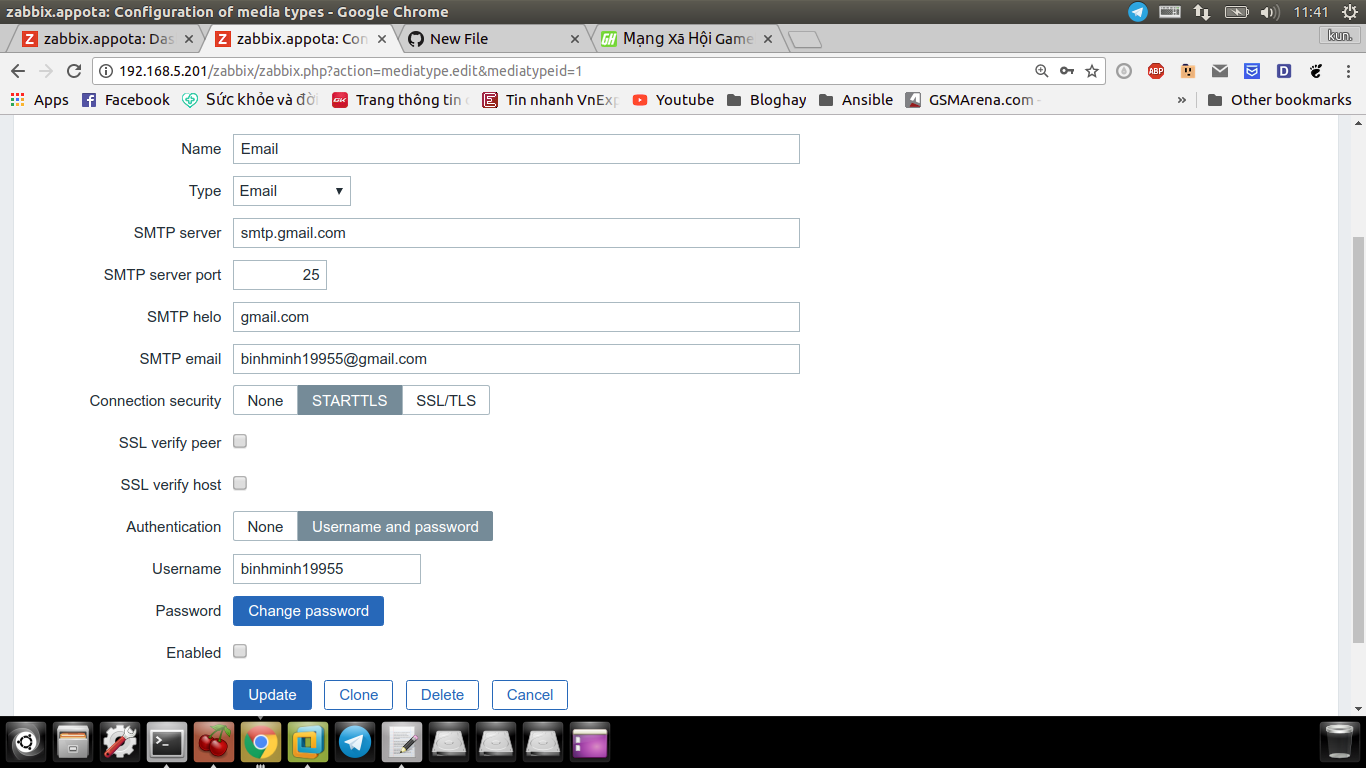 zabbix.appota: Configuration of media types - Google Chrome
11:41
zabbix.appota: Das
zabbix.appota: Con
New File
Mạng Xã Hội Game
kun.
192.168.5.201/zabbix/zabbix.php?action=mediatype.edit&mediatypeid=1
ABP
D
Apps
Facebook
Sức khỏe và đời
Trang thông tin
Tin nhanh VnExp
Youtube
Bloghay
Ansible
GSMArena.com -
»
Other bookmarks
Name Email
Type Email
SMTP server smtp.gmail.com
SMTP server port 25
SMTP helo gmail.com
SMTP email binhminh19955@gmail.com
Connection security None STARTTLS SSL/TLS
SSL verify peer
SSL verify host
Authentication None Username and password
Username binhminh19955
Password Change password
Enabled
Update Clone Delete Cancel